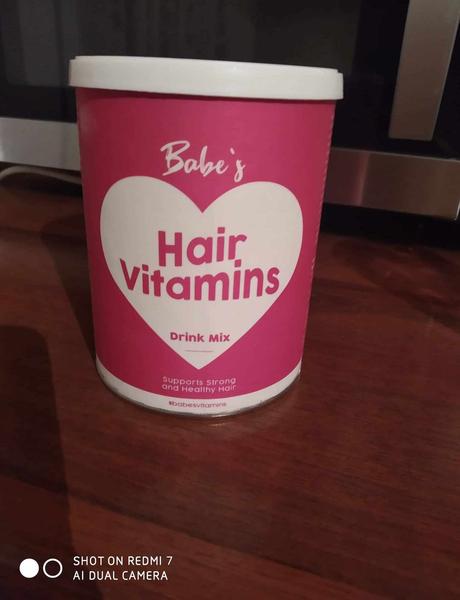 Babe's
Hair
Vitamins
Drink Mix
Supports Strong
and Healthy Hair
#babesvitamins
SHOT ON REDMI 7
AI DUAL CAMERA